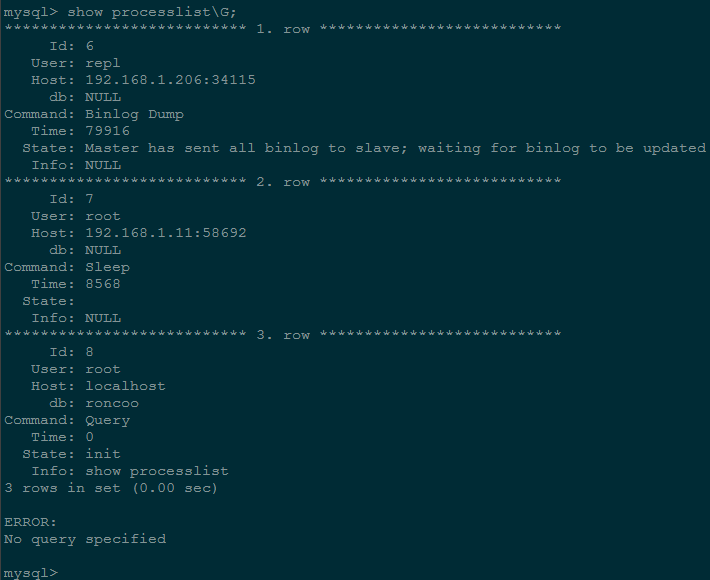 mysql> show processlist\G;
*************************** 1. row ***************************
     Id: 6
   User: repl
   Host: 192.168.1.206:34115
     db: NULL
Command: Binlog Dump
   Time: 79916
  State: Master has sent all binlog to slave; waiting for binlog to be updated
   Info: NULL
*************************** 2. row ***************************
     Id: 7
   User: root
   Host: 192.168.1.11:58692
     db: NULL
Command: Sleep
   Time: 8568
  State:
   Info: NULL
*************************** 3. row ***************************
     Id: 8
   User: root
   Host: localhost
     db: roncoo
Command: Query
   Time: 0
  State: init
   Info: show processlist
3 rows in set (0.00 sec)

ERROR:
No query specified

mysql>